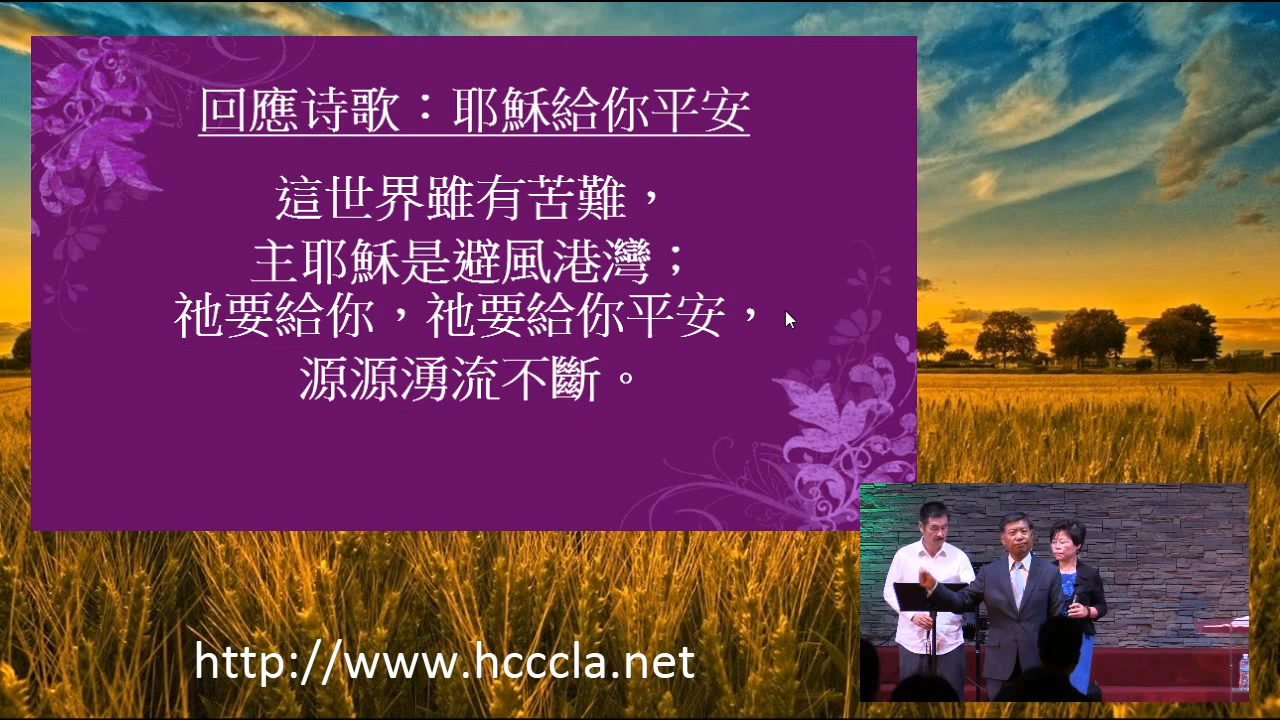 回應诗歌：耶穌給你平安
這世界雖有苦難，
主耶穌是避風港灣；
祂要給你，祂要給你平安，
源源湧流不斷。
http://www.hcccla.net